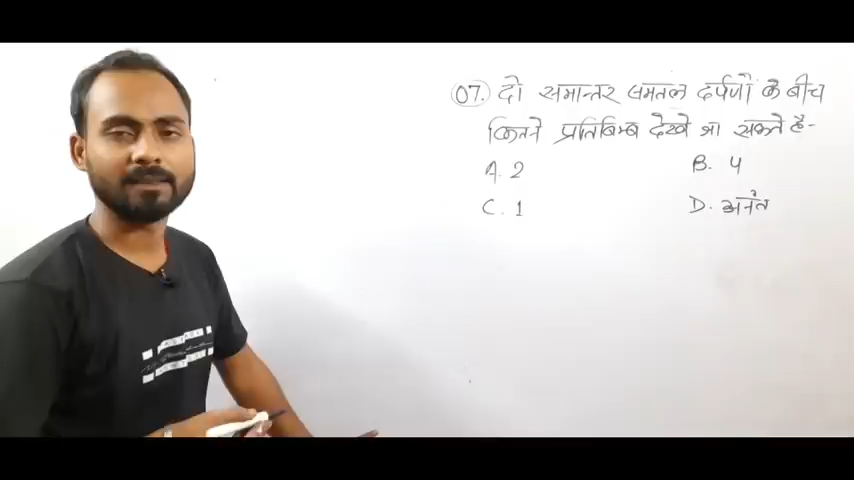 07. दो समान्तर समतल दर्पणों के बीच
कितने प्रतिबिम्ब देखे जा सकते है-
A. 2 B. 4
C. 1 D. अनंत